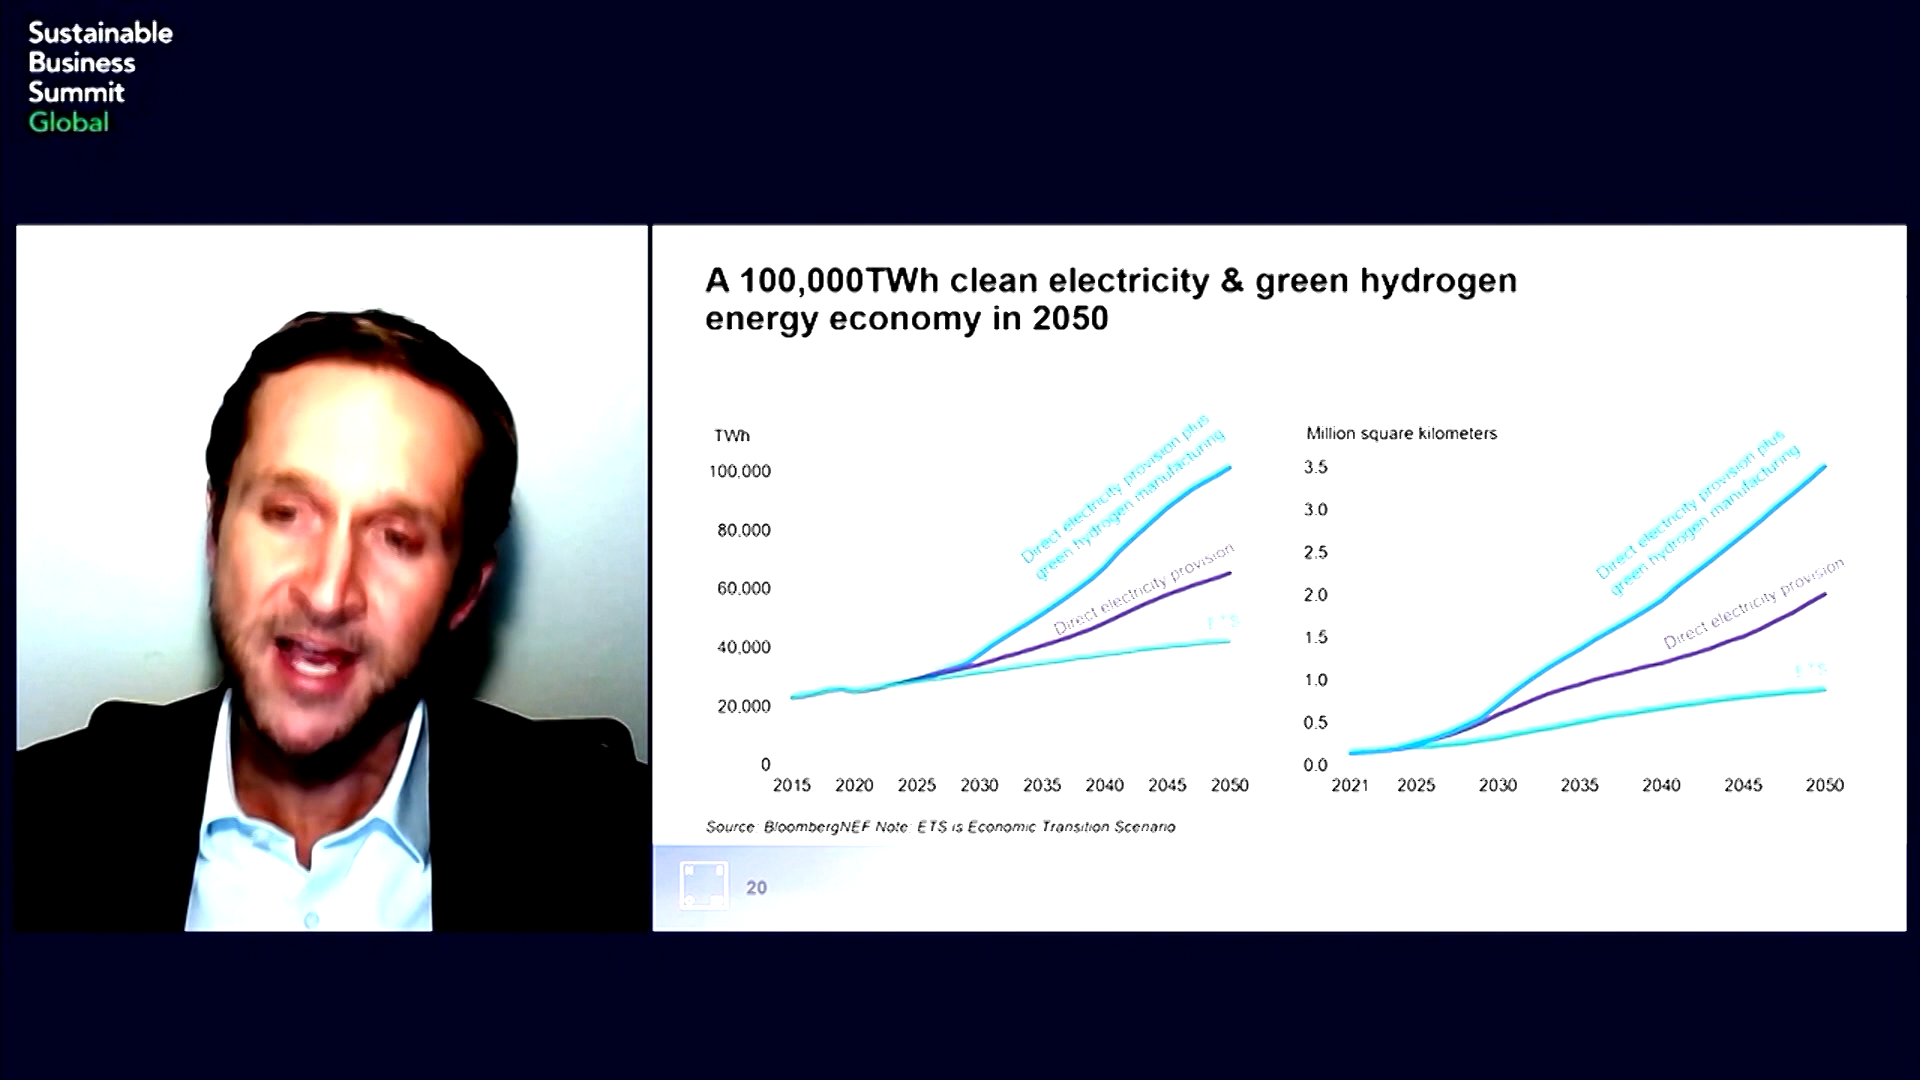 Sustainable
Business
Summit
Global
A 100,000TWh clean electricity & green hydrogen
energy economy in 2050
TWh
100,000
80,000
60,000
40,000
20,000
0
2015 2020 2025 2030 2035 2040 2045 2050
Direct electricity provision plus
green hydrogen manufacturing
Direct electricity provision
ETS
Million square kilometers
3.5
3.0
2.5
2.0
1.5
1.0
0.5
0.0
2021 2025 2030 2035 2040 2045 2050
Direct electricity provision plus
green hydrogen manufacturing
Direct electricity provision
ETS
Source: BloombergNEF Note: ETS is Economic Transition Scenario
20